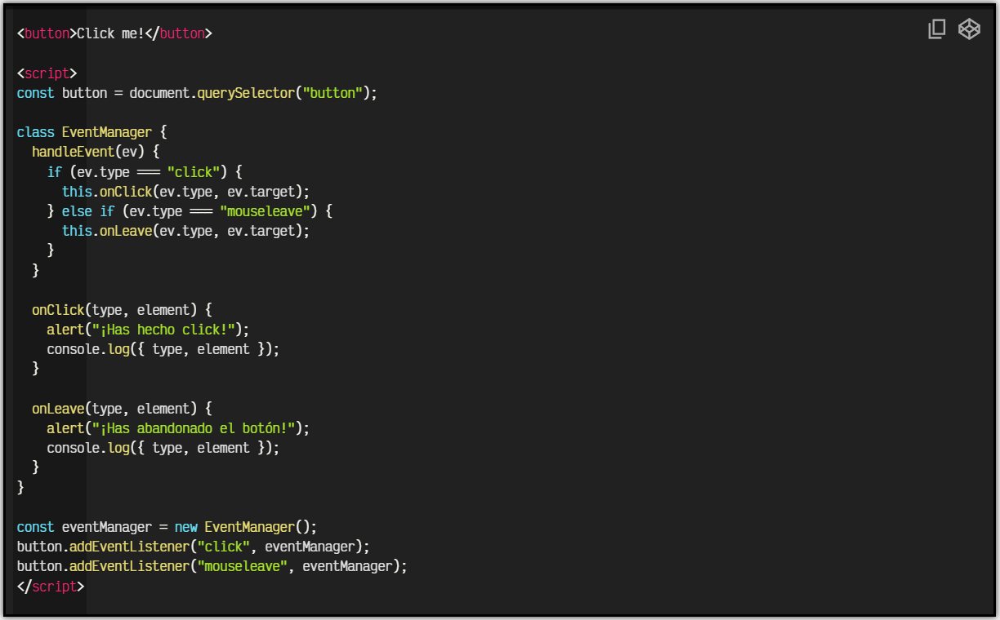 <button>Click me!</button>
<script>
const button = document.querySelector("button");
class EventManager {
  handleEvent(ev) {
    if (ev.type === "click") {
      this.onClick(ev.type, ev.target);
    } else if (ev.type === "mouseleave") {
      this.onLeave(ev.type, ev.target);
    }
  }
  onClick(type, element) {
    alert("¡Has hecho click!");
    console.log({ type, element });
  }
  onLeave(type, element) {
    alert("¡Has abandonado el botón!");
    console.log({ type, element });
  }
}
const eventManager = new EventManager();
button.addEventListener("click", eventManager);
button.addEventListener("mouseleave", eventManager);
</script>